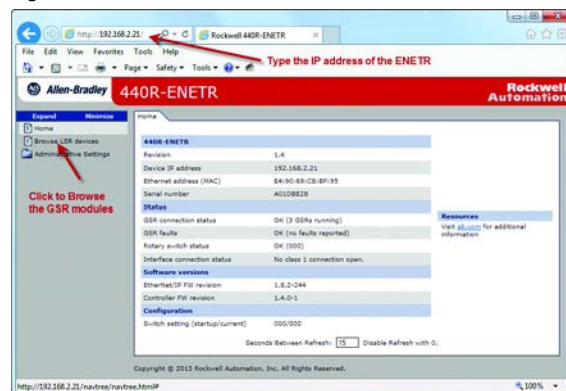 http://192.168.2.21/
Rockwell 440R-ENETR
File Edit View Favorites Tools Help
Type the IP address of the ENETR
Page Safety Tools
Allen-Bradley 440R-ENETR
Rockwell Automation
Expand Minimize
Home
Home
Browse LSR devices
Administrative Settings
Click to Browse
the GSR modules
440R-ENETR
Revision 1.4
Device IP address 192.168.2.21
Ethernet address (MAC) E4:90:69:CB:BF:95
Serial number A01D8E28
Status
GSR connection status OK (3 GSRs running)
GSR faults OK (no faults reported)
Rotary switch status OK (000)
Interface connection status No class 1 connection open.
Software versions
EtherNet/IP FW revision 1.8.2-244
Controller FW revision 1.4.0-1
Configuration
Switch setting (startup/current) 000/000
Seconds Between Refresh: 15 Disable Refresh with 0.
Resources
Visit ab.com for additional
information
Copyright © 2013 Rockwell Automation, Inc. All Rights Reserved.
http://192.168.2.21/navtree/navtree.html#
100%